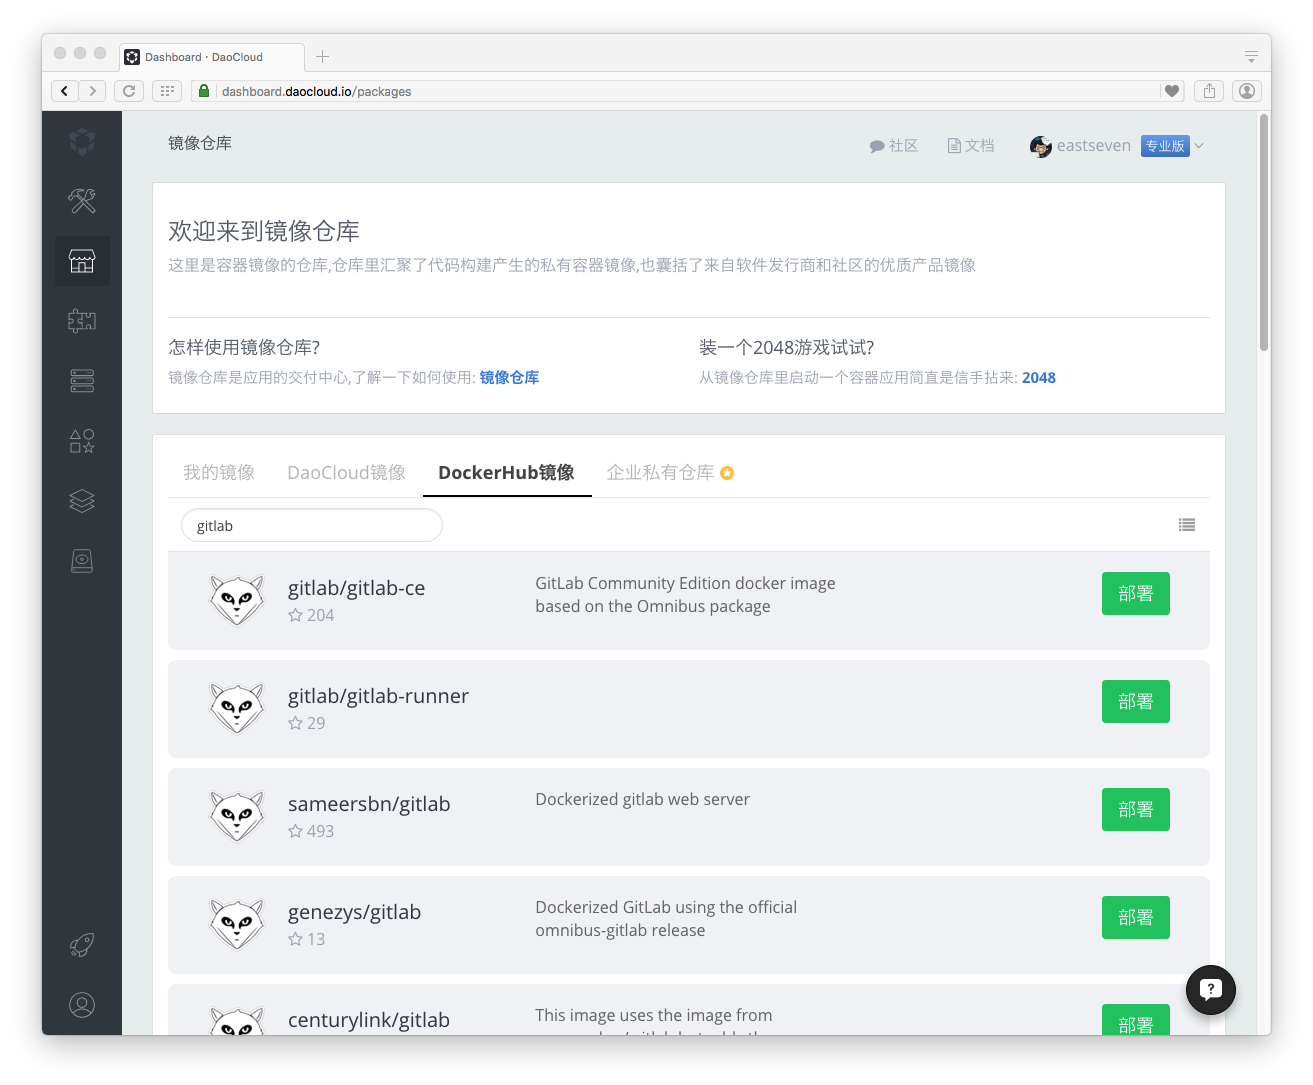 Dashboard · DaoCloud
dashboard.daocloud.io/packages
镜像仓库
社区
文档
eastseven
专业版
欢迎来到镜像仓库
这里是容器镜像的仓库,仓库里汇聚了代码构建产生的私有容器镜像,也囊括了来自软件发行商和社区的优质产品镜像
怎样使用镜像仓库?
镜像仓库是应用的交付中心,了解一下如何使用: 镜像仓库
装一个2048游戏试试?
从镜像仓库里启动一个容器应用简直是信手拈来: 2048
我的镜像
DaoCloud镜像
DockerHub镜像
企业私有仓库
gitlab
gitlab/gitlab-ce
204
GitLab Community Edition docker image
based on the Omnibus package
部署
gitlab/gitlab-runner
29
部署
sameersbn/gitlab
493
Dockerized gitlab web server
部署
genezys/gitlab
13
Dockerized GitLab using the official
omnibus-gitlab release
部署
centurylink/gitlab
This image uses the image from
部署